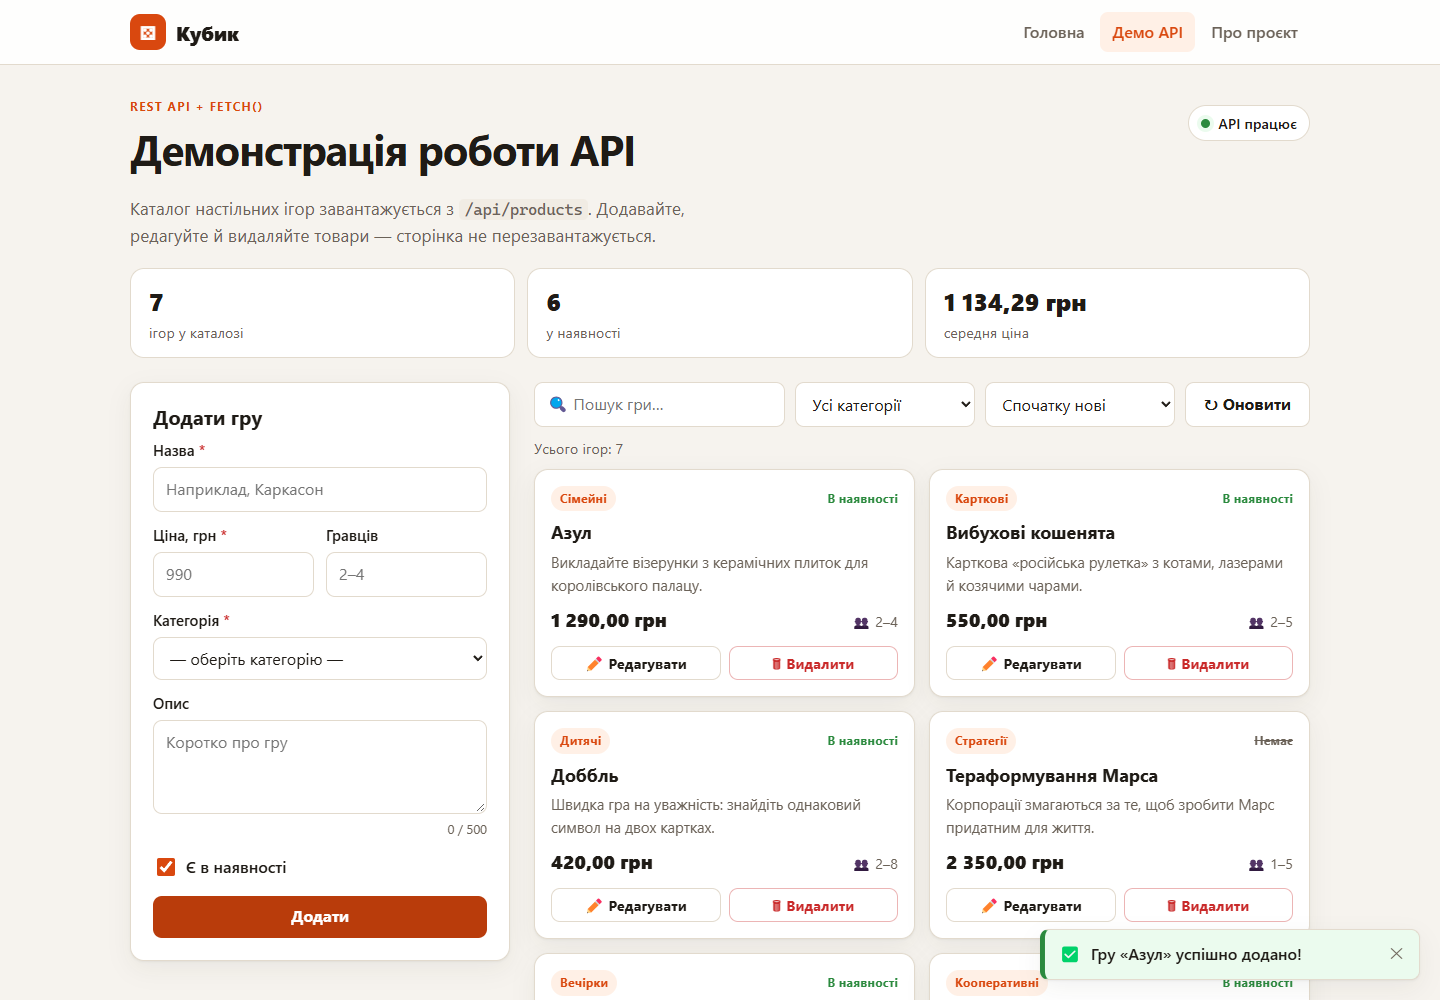 Кубик
Головна
Демо API
Про проєкт
REST API + FETCH()
API працює
Демонстрація роботи API
Каталог настільних ігор завантажується з /api/products. Додавайте,
редагуйте й видаляйте товари — сторінка не перезавантажується.
7
ігор у каталозі
6
у наявності
1 134,29 грн
середня ціна
Додати гру
Назва *
Наприклад, Каркасон
Ціна, грн *
Гравців
990
2–4
Категорія *
— оберіть категорію —
Опис
Коротко про гру
0 / 500
Є в наявності
Додати
Пошук гри...
Усі категорії
Спочатку нові
↻ Оновити
Усього ігор: 7
Сімейні
В наявності
Азул
Викладайте візерунки з керамічних плиток для
королівського палацу.
1 290,00 грн
2–4
Редагувати
Видалити
Карткові
В наявності
Вибухові кошенята
Карткова «російська рулетка» з котами, лазерами
й козячими чарами.
550,00 грн
2–5
Редагувати
Видалити
Дитячі
В наявності
Доббль
Швидка гра на уважність: знайдіть однаковий
символ на двох картках.
420,00 грн
2–8
Редагувати
Видалити
Стратегії
Немає
Тераформування Марса
Корпорації змагаються за те, щоб зробити Марс
придатним для життя.
2 350,00 грн
1–5
Редагувати
Видалити
Вечірки
В наявності
Кооперативні
В наявності
Гру «Азул» успішно додано!